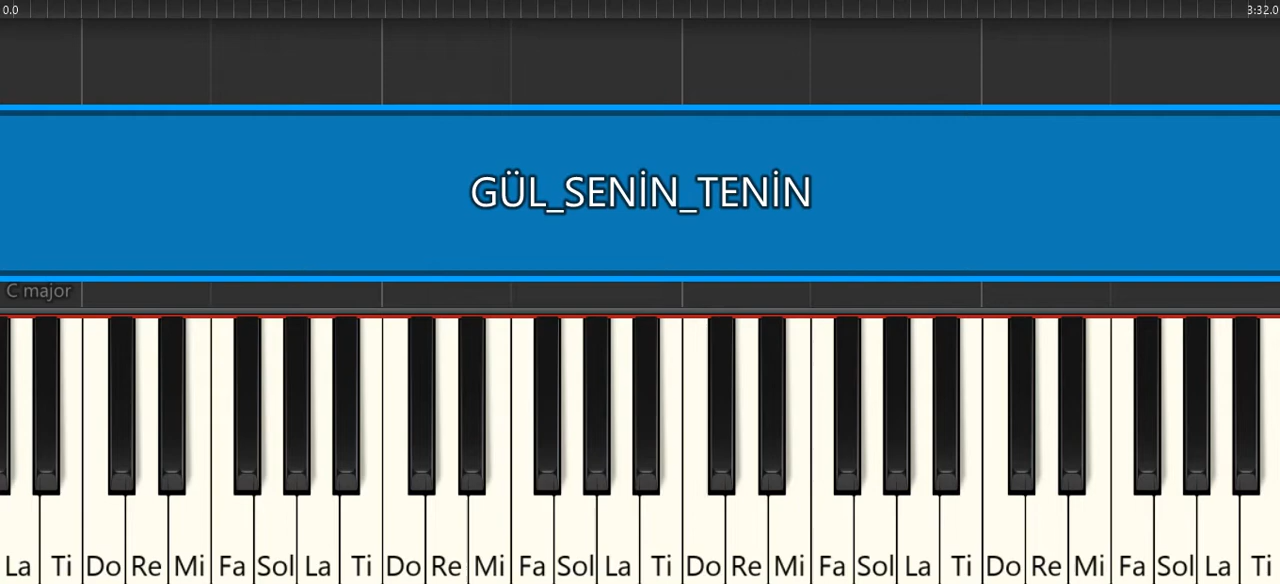 0.0 3:32.0
GÜL_SENİN_TENİN
C major
La Ti Do Re Mi Fa Sol La Ti Do Re Mi Fa Sol La Ti Do Re Mi Fa Sol La Ti Do Re Mi Fa Sol La Ti